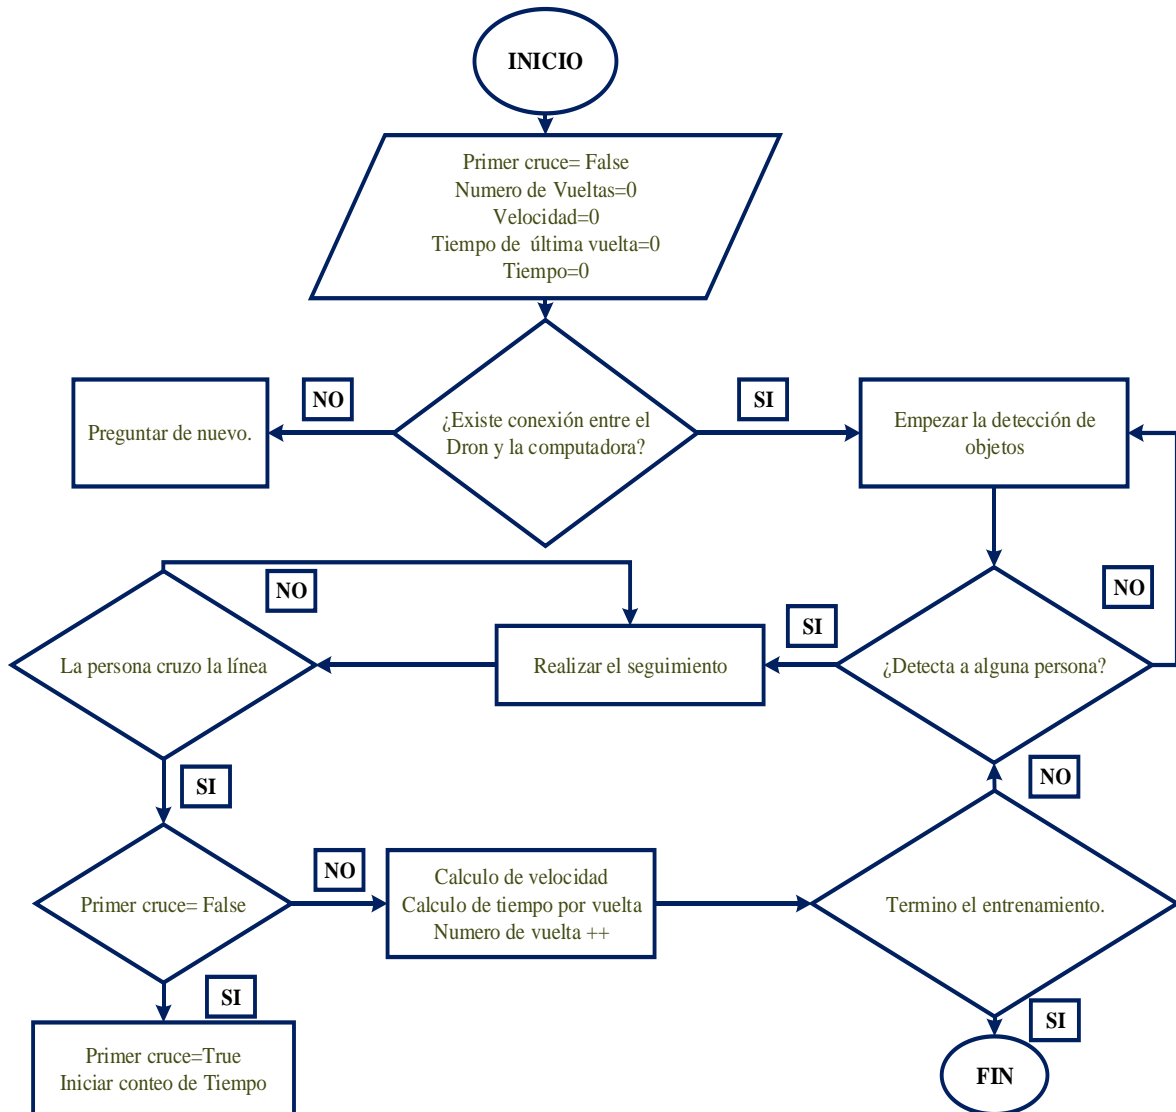 INICIO
Primer cruce= False
Numero de Vueltas=0
Velocidad=0
Tiempo de última vuelta=0
Tiempo=0
NO
SI
Preguntar de nuevo.
¿Existe conexión entre el
Dron y la computadora?
Empezar la detección de
objetos
NO
NO
SI
La persona cruzo la línea
Realizar el seguimiento
¿Detecta a alguna persona?
SI
NO
NO
Primer cruce= False
Calculo de velocidad
Calculo de tiempo por vuelta
Numero de vuelta ++
Termino el entrenamiento.
SI
SI
Primer cruce=True
Iniciar conteo de Tiempo
FIN